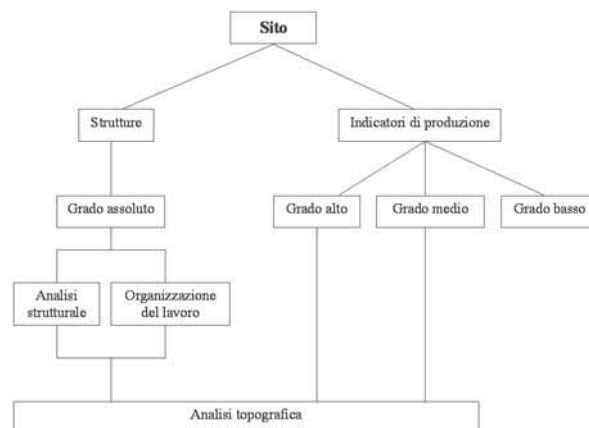 Sito
Strutture
Indicatori di produzione
Grado assoluto
Grado alto
Grado medio
Grado basso
Analisi
strutturale
Organizzazione
del lavoro
Analisi topografica